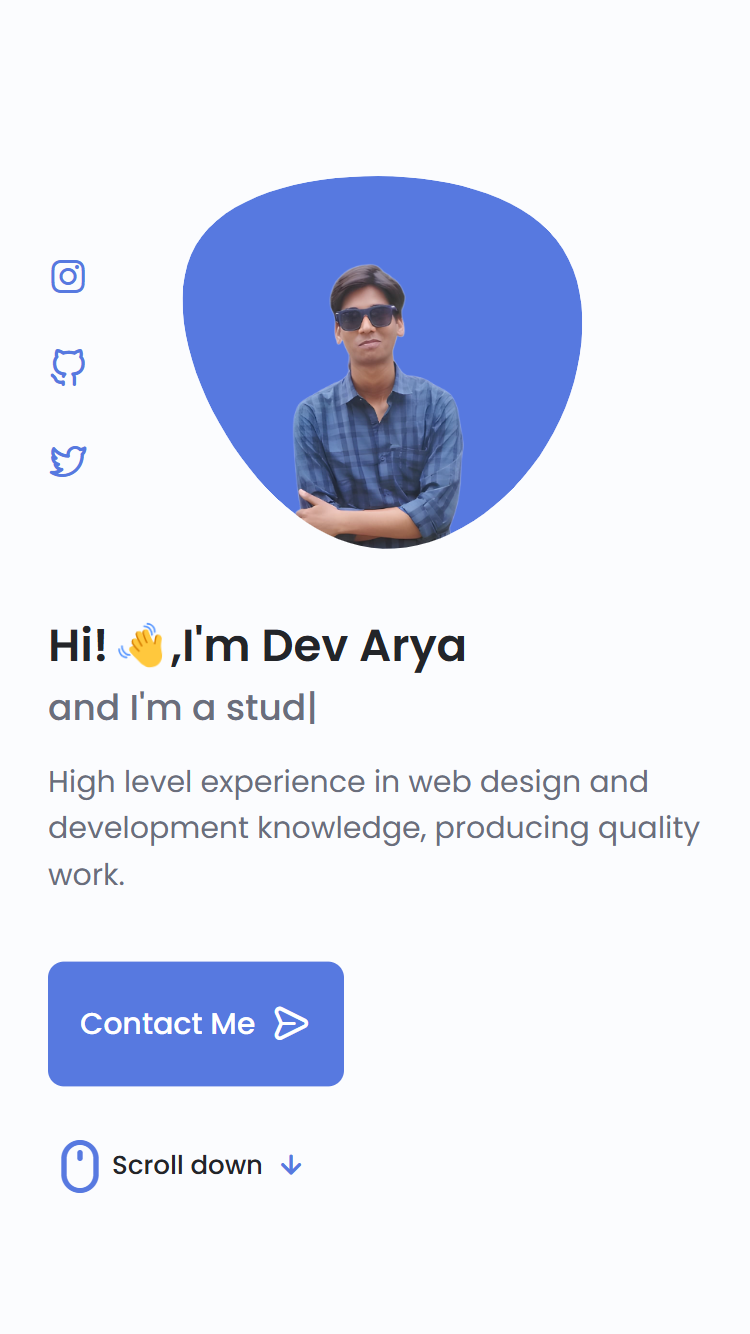 Hi! 👋,I'm Dev Arya
and I'm a stud|
High level experience in web design and
development knowledge, producing quality
work.
Contact Me
Scroll down